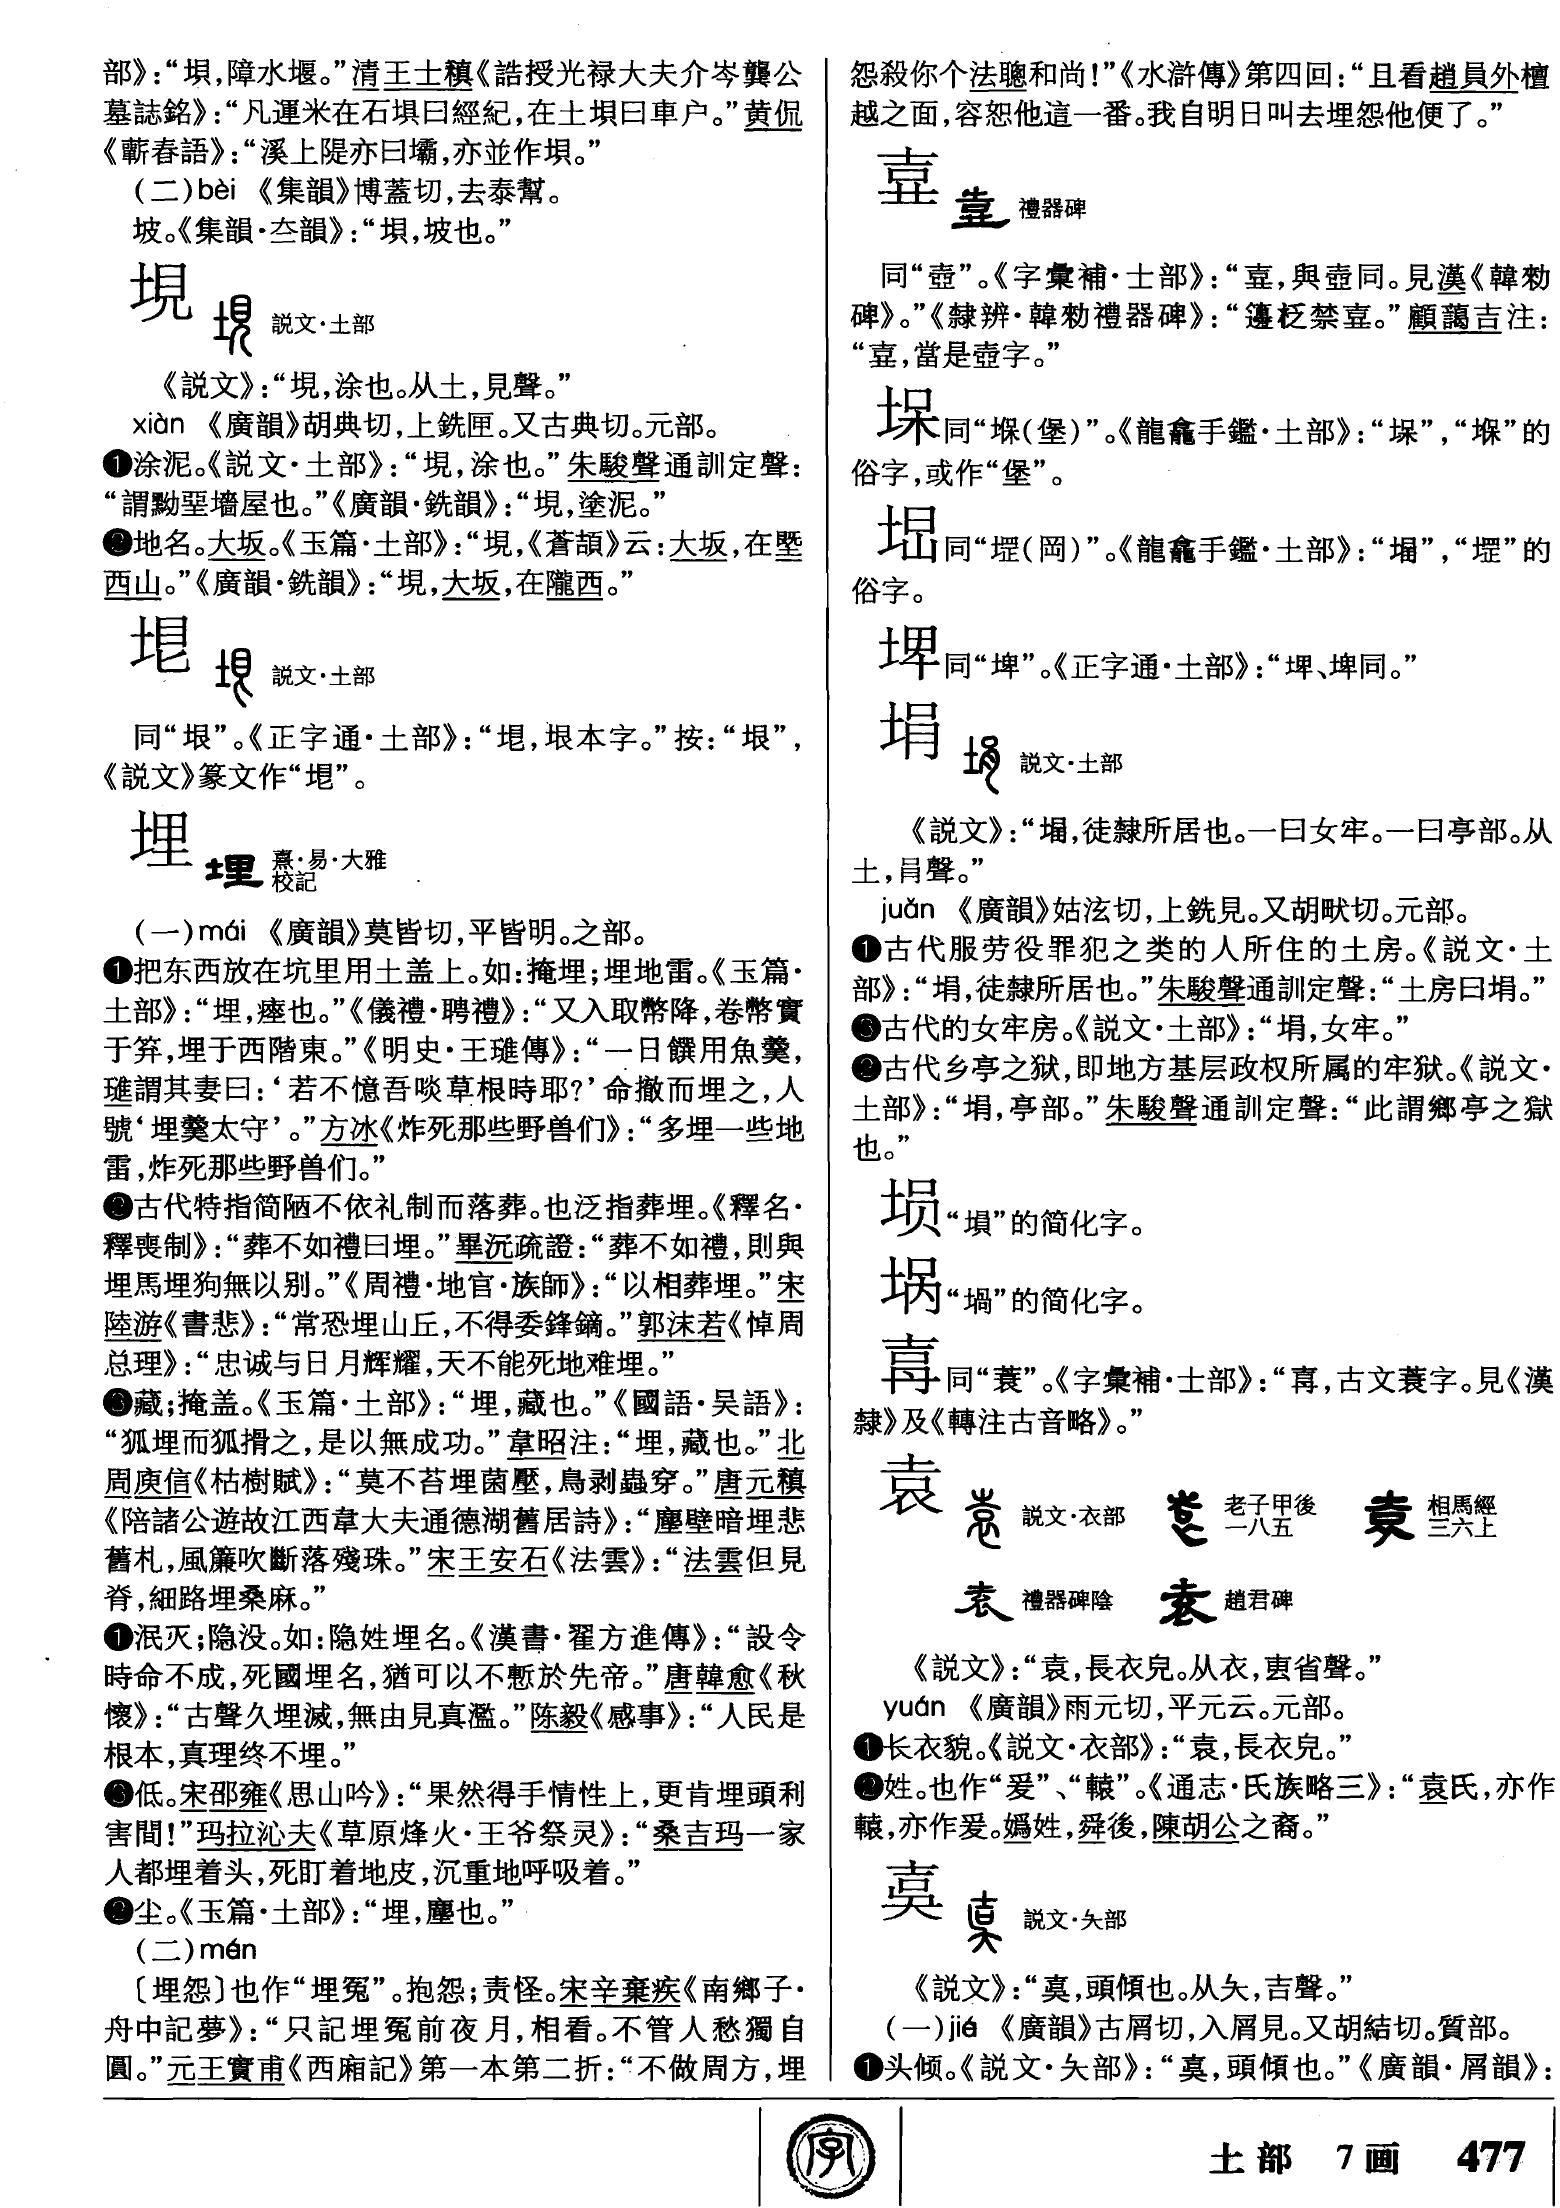 部》：“垻，障水堰。”清王士稹《誥授光禄大夫介岑龔公
墓誌銘》：“凡運米在石垻曰經紀，在土垻曰車户。”黄侃
《蘄春語》：“溪上隄亦曰壩，亦並作垻。”
（二）bèi 《集韻》博蓋切，去泰幫。
坡。《集韻·夳韻》：“垻，坡也。”
垷 説文·土部
《説文》：“垷，涂也。从土，見聲。”
xiàn 《廣韻》胡典切，上銑匣。又古典切。元部。
❶涂泥。《説文·土部》：“垷，涂也。”朱駿聲通訓定聲：
“謂黝堊墻屋也。”《廣韻·銑韻》：“垷，塗泥。”
❷地名。大坂。《玉篇·土部》：“垷，《蒼頡》云：大坂，在
西山。”《廣韻·銑韻》：“垷，大坂，在隴西。”
説文·土部
同“垠”。《正字通·土部》：“，垠本字。”按：“垠”，
《説文》篆文作“”。
埋 熹·易·大雅
校記
（一）mái 《廣韻》莫皆切，平皆明。之部。
❶把东西放在坑里用土盖上。如：掩埋；埋地雷。《玉篇·
土部》：“埋，瘞也。”《儀禮·聘禮》：“又入取幣降，卷幣實
于笲，埋于西階東。”《明史·王璡傳》：“一日饌用魚羹，
璡謂其妻曰：‘若不憶吾啖草根時耶？’命撤而埋之，人
號‘埋羹太守’。”方冰《炸死那些野兽们》：“多埋一些地
雷，炸死那些野兽们。”
❷古代特指简陋不依礼制而落葬。也泛指葬埋。《釋名·
釋喪制》：“葬不如禮曰埋。”畢沅疏證：“葬不如禮，則與
埋馬埋狗無以别。”《周禮·地官·族師》：“以相葬埋。”宋
陸游《書悲》：“常恐埋山丘，不得委鋒鏑。”郭沫若《悼周
总理》：“忠诚与日月辉耀，天不能死地难埋。”
❸藏；掩盖。《玉篇·土部》：“埋，藏也。”《國語·吴語》：
“狐埋而狐搰之，是以無成功。”韋昭注：“埋，藏也。”北
周庾信《枯樹賦》：“莫不苔埋菌壓，鳥剥蟲穿。”唐元稹
《陪諸公遊故江西韋大夫通德湖舊居詩》：“塵壁暗埋悲
舊札，風簾吹斷落殘珠。”宋王安石《法雲》：“法雲但見
脊，細路埋桑麻。”
❶泯灭；隐没。如：隐姓埋名。《漢書·翟方進傳》：“設令
時命不成，死國埋名，猶可以不慙於先帝。”唐韓愈《秋
懷》：“古聲久埋滅，無由見真濫。”陈毅《感事》：“人民是
根本，真理终不埋。”
❸低。宋邵雍《思山吟》：“果然得手情性上，更肯埋頭利
害間！”玛拉沁夫《草原烽火·王爷祭灵》：“桑吉玛一家
人都埋着头，死盯着地皮，沉重地呼吸着。”
❷尘。《玉篇·土部》：“埋，塵也。”
（二）mán
〔埋怨〕也作“埋冤”。抱怨；责怪。宋辛棄疾《南鄉子·
舟中記夢》：“只記埋冤前夜月，相看。不管人愁獨自
圓。”元王實甫《西廂記》第一本第二折：“不做周方，埋
怨殺你个法聰和尚！”《水滸傳》第四回：“且看趙員外檀
越之面，容恕他這一番。我自明日叫去埋怨他便了。”
壴 禮器碑
同“壺”。《字彙補·士部》：“，與壺同。見漢《韓勑
碑》。”《隸辨·韓勑禮器碑》：“籩柉禁。”顧藹吉注：
“，當是壺字。”
垜同“堢（堡）”。《龍龕手鑑·土部》：“”，“堢”的
俗字，或作“堡”。
同“堽（岡）”。《龍龕手鑑·土部》：“”，“堽”的
俗字。
同“埤”。《正字通·土部》：“、埤同。”
埍 説文·土部
《説文》：“埍，徒隸所居也。一曰女牢。一曰亭部。从
土，肙聲。”
juǎn 《廣韻》姑泫切，上銑見。又胡畎切。元部。
❶古代服劳役罪犯之类的人所住的土房。《説文·土
部》：“埍，徒隸所居也。”朱駿聲通訓定聲：“土房曰埍。”
❸古代的女牢房。《説文·土部》：“埍，女牢。”
❷古代乡亭之狱，即地方基层政权所属的牢狱。《説文·
土部》：“埍，亭部。”朱駿聲通訓定聲：“此謂鄉亭之獄
也。”
埙“塤”的简化字。
埚“堝”的简化字。
同“蓑”。《字彙補·士部》：“，古文蓑字。見《漢
隸》及《轉注古音略》。”
袁 説文·衣部 老子甲後
一八五 相馬經
三六上
禮器碑陰 趙君碑
《説文》：“袁，長衣皃。从衣，叀省聲。”
yuán 《廣韻》雨元切，平元云。元部。
❶长衣貌。《説文·衣部》：“袁，長衣皃。”
❷姓。也作“爰”、“轅”。《通志·氏族略三》：“袁氏，亦作
轅，亦作爰。嬀姓，舜後，陳胡公之裔。”
奊 説文·夨部
《説文》：“奊，頭傾也。从夨，吉聲。”
（一）jié 《廣韻》古屑切，入屑見。又胡結切。質部。
❶头倾。《説文·夨部》：“奊，頭傾也。”《廣韻·屑韻》：
字
土部 7画 477